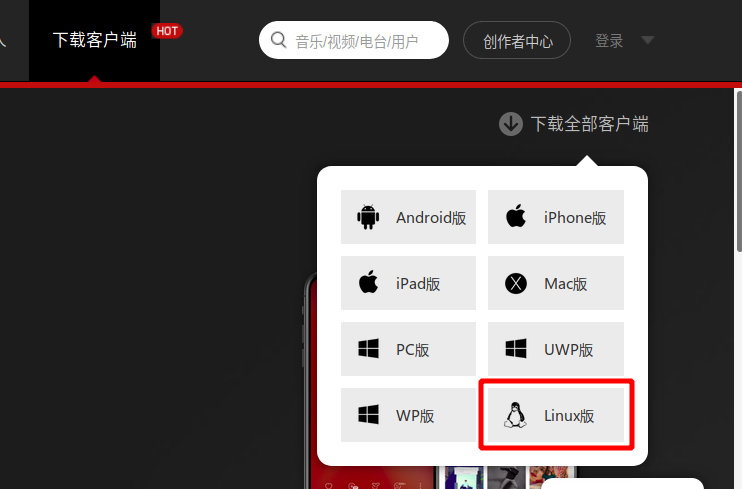 下载客户端
HOT
音乐/视频/电台/用户
创作者中心
登录
下载全部客户端
Android版
iPhone版
iPad版
Mac版
PC版
UWP版
WP版
Linux版